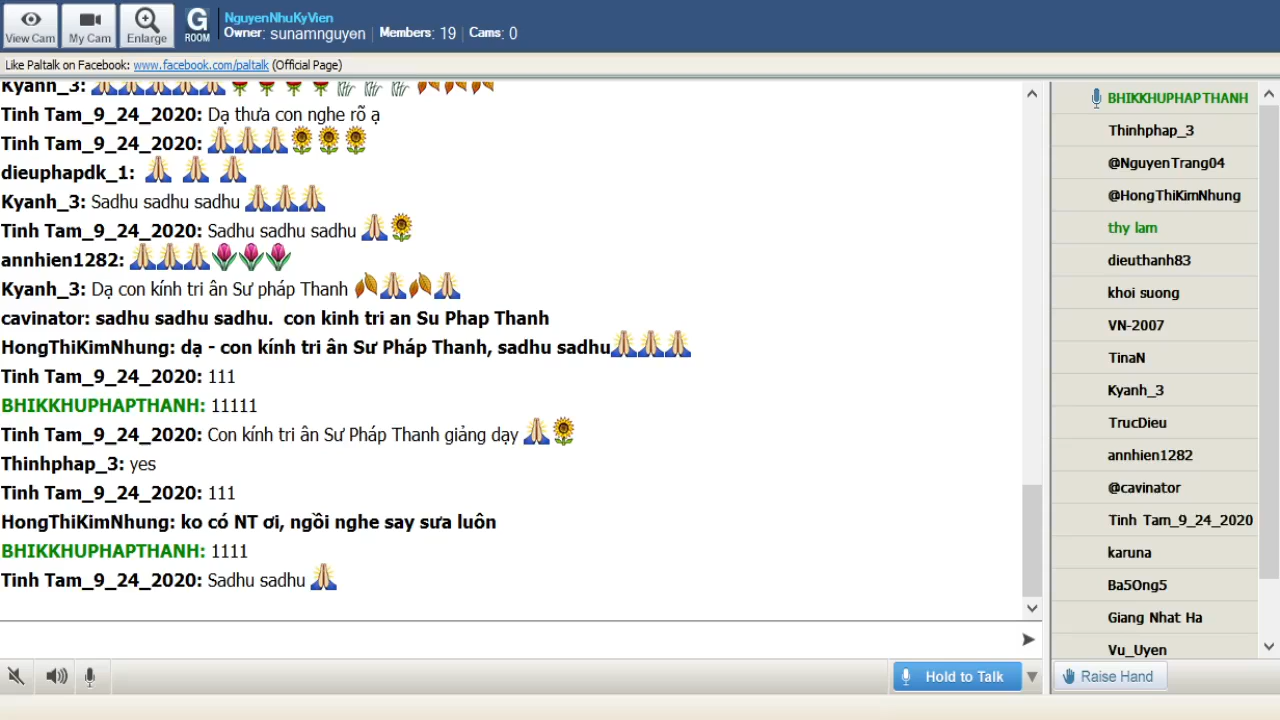 View Cam
My Cam
Enlarge
G
ROOM
NguyenNhuKyVien
Owner: sunamnguyen | Members: 19 | Cams: 0
Like Paltalk on Facebook: www.facebook.com/paltalk (Official Page)
Kyanh_3:
Tinh Tam_9_24_2020: Dạ thưa con nghe rõ ạ
Tinh Tam_9_24_2020:
dieuphapdk_1:
Kyanh_3: Sadhu sadhu sadhu
Tinh Tam_9_24_2020: Sadhu sadhu sadhu
annhien1282:
Kyanh_3: Dạ con kính tri ân Sư pháp Thanh
cavinator: sadhu sadhu sadhu.  con kinh tri an Su Phap Thanh
HongThiKimNhung: dạ - con kính tri ân Sư Pháp Thanh, sadhu sadhu
Tinh Tam_9_24_2020: 111
BHIKKHUPHAPTHANH: 11111
Tinh Tam_9_24_2020: Con kính tri ân Sư Pháp Thanh giảng dạy
Thinhphap_3: yes
Tinh Tam_9_24_2020: 111
HongThiKimNhung: ko có NT ơi, ngồi nghe say sưa luôn
BHIKKHUPHAPTHANH: 1111
Tinh Tam_9_24_2020: Sadhu sadhu
BHIKKHUPHAPTHANH
Thinhphap_3
@NguyenTrang04
@HongThiKimNhung
thy lam
dieuthanh83
khoi suong
VN-2007
TinaN
Kyanh_3
TrucDieu
annhien1282
@cavinator
Tinh Tam_9_24_2020
karuna
Ba5Ong5
Giang Nhat Ha
Vu_Uyen
Hold to Talk
Raise Hand